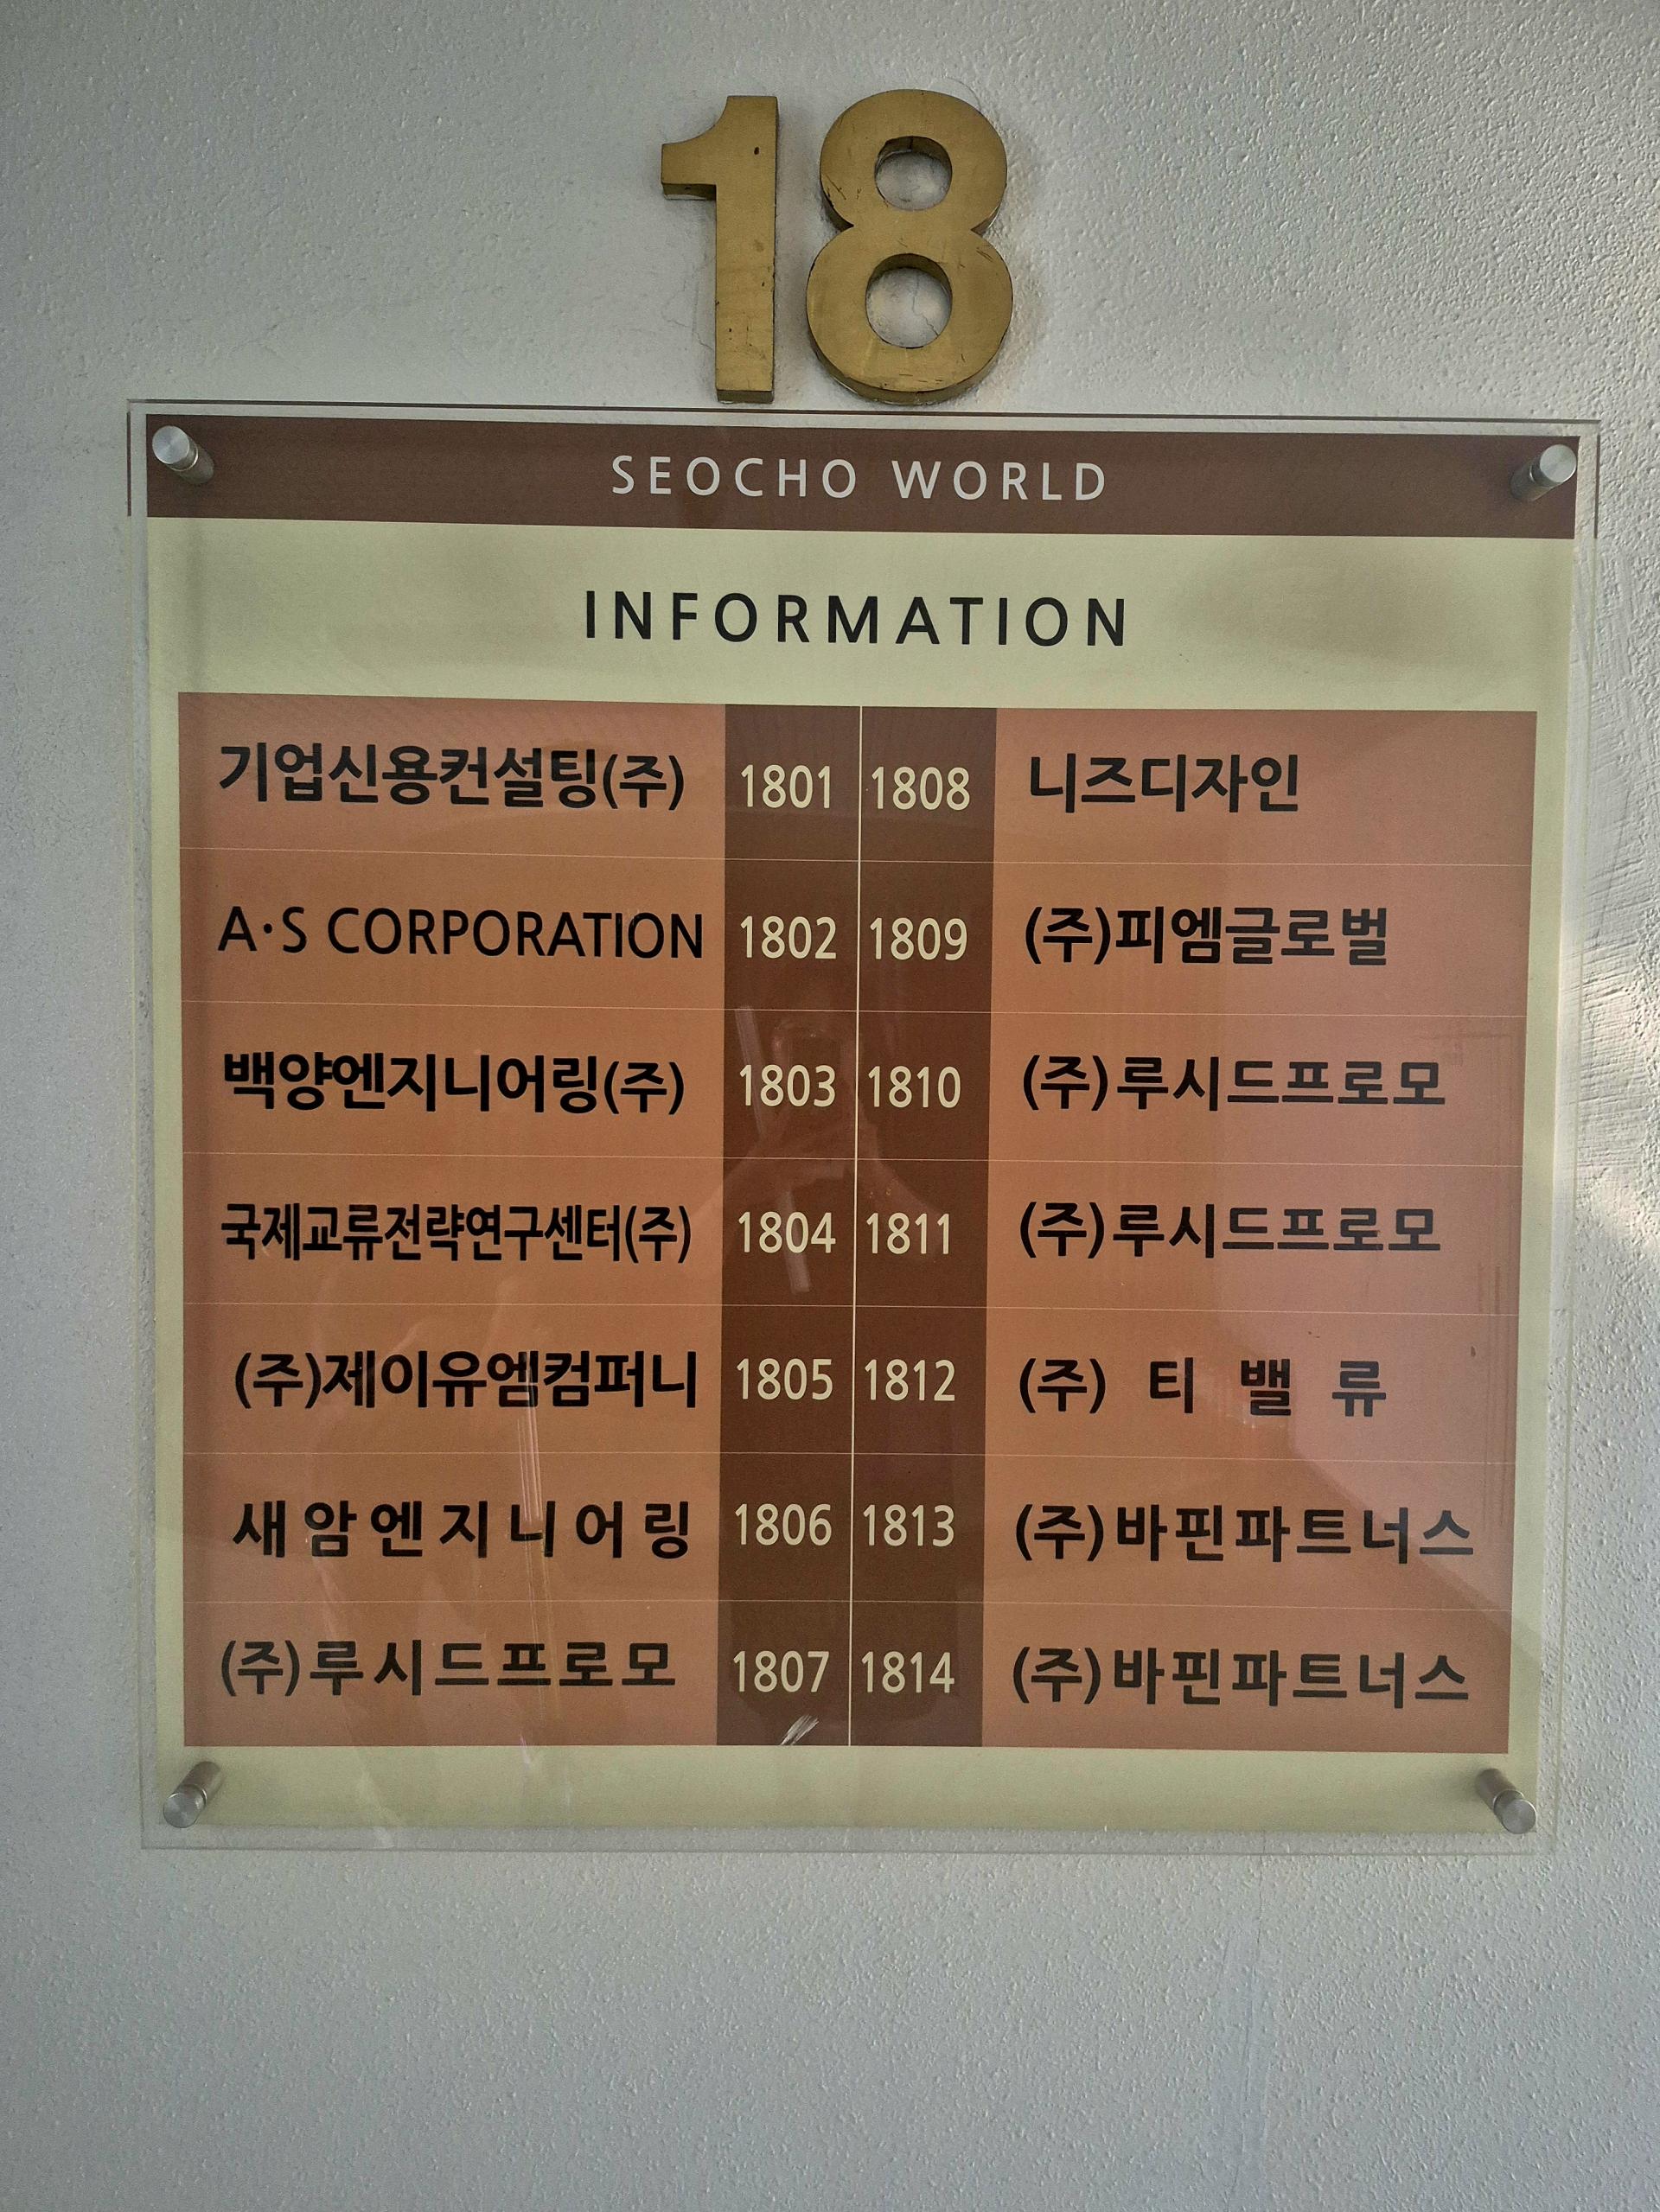 18
SEOCHO WORLD
INFORMATION
기업신용컨설팅(주) 1801 1808 니즈디자인
A·S CORPORATION 1802 1809 (주)피엠글로벌
백양엔지니어링(주) 1803 1810 (주)루시드프로모
국제교류전략연구센터(주) 1804 1811 (주)루시드프로모
(주)제이유엠컴퍼니 1805 1812 (주) 티 밸 류
새암엔지니어링 1806 1813 (주)바핀파트너스
(주)루시드프로모 1807 1814 (주)바핀파트너스